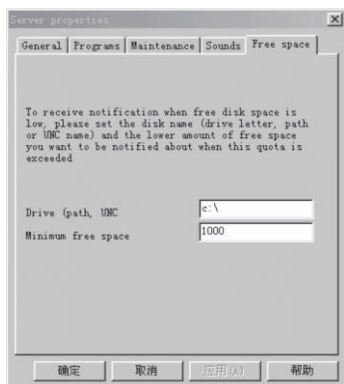 Server properties
General Programs Maintenance Sounds Free space
To receive notification when free disk space is
low, please set the disk name (drive letter, path
or UNC name) and the lower amount of free space
you want to be notified about when this quota is
exceeded
Drive (path, UNC c:\
Minimum free space 1000
确定 取消 应用(A) 帮助